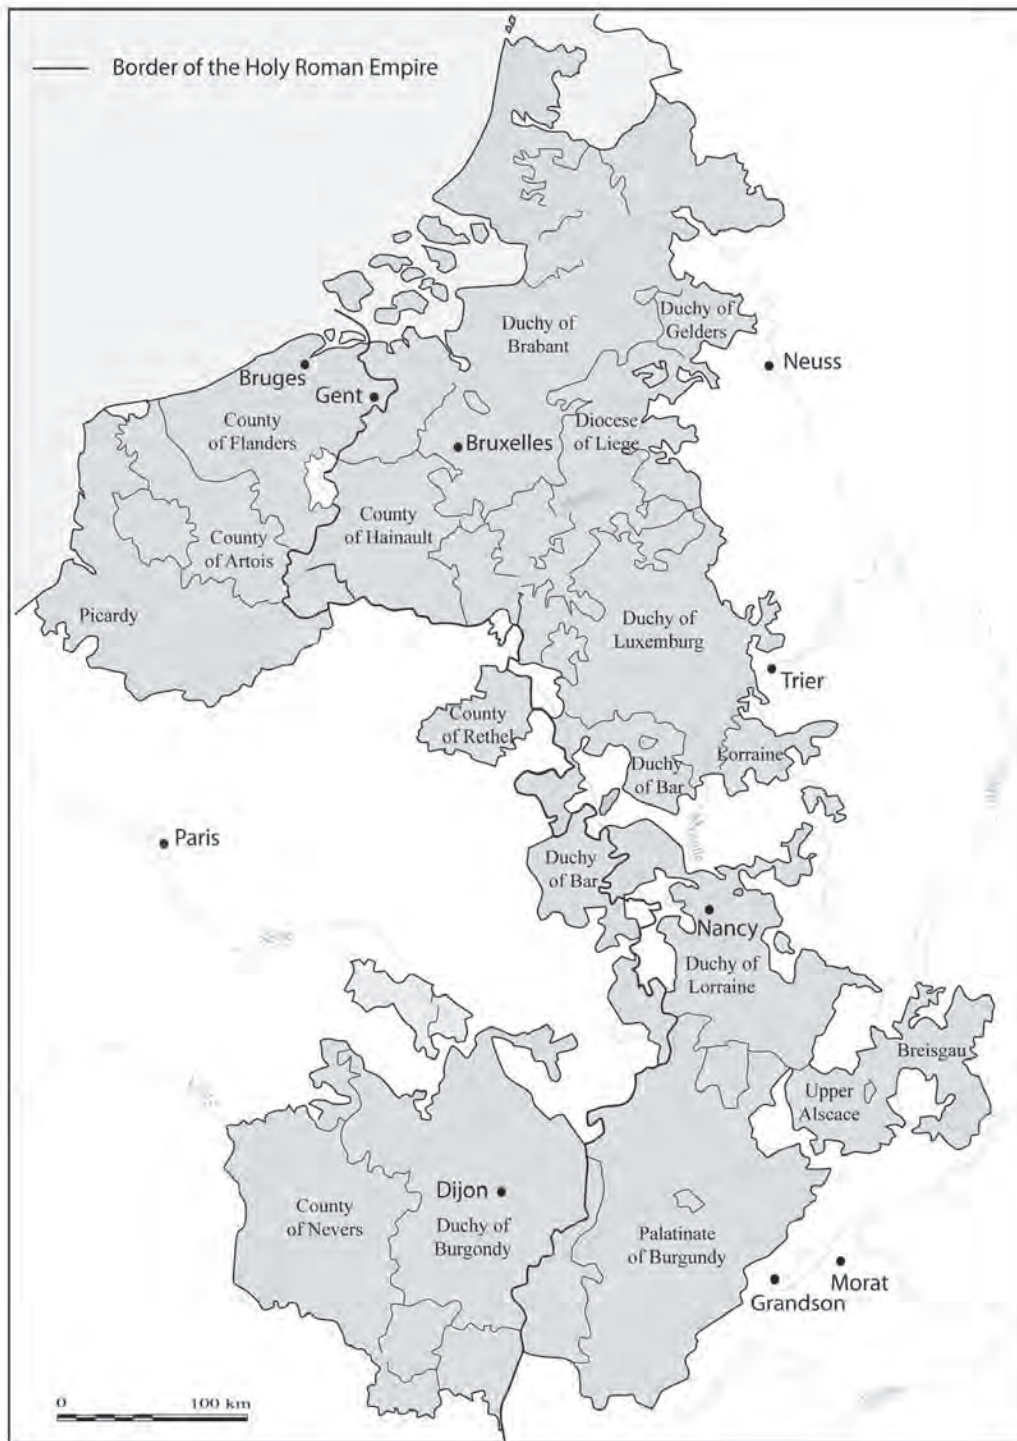 Border of the Holy Roman Empire
Duchy of
Brabant
Duchy of
Gelders
Neuss
Bruges
Gent
County
of Flanders
Bruxelles
Diocese
of Liege
County
of Hainault
County
of Artois
Picardy
Duchy of
Luxemburg
Trier
County
of Rethel
Lorraine
Duchy
of Bar
Moselle
Paris
Duchy
of Bar
Nancy
Duchy of
Lorraine
Breisgau
Upper
Alscace
Dijon
County
of Nevers
Duchy of
Burgondy
Palatinate
of Burgundy
Morat
Grandson
0 100 km